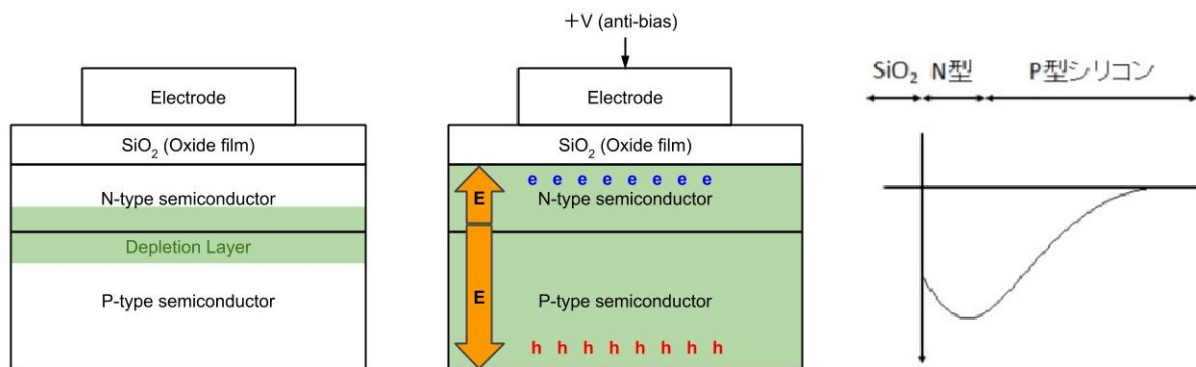 Electrode
SiO₂ (Oxide film)
N-type semiconductor
Depletion Layer
P-type semiconductor
+V (anti-bias)
Electrode
SiO₂ (Oxide film)
e e e e e e e
E N-type semiconductor
E P-type semiconductor
h h h h h h h
SiO₂ N型 P型シリコン